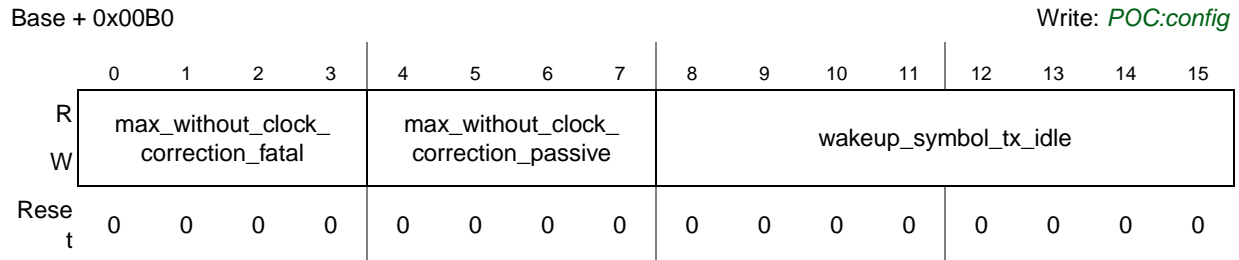 Base + 0x00B0 Write: POC:config
0 1 2 3 4 5 6 7 8 9 10 11 12 13 14 15
R
W
max_without_clock_
correction_fatal
max_without_clock_
correction_passive
wakeup_symbol_tx_idle
Rese
t
0 0 0 0 0 0 0 0 0 0 0 0 0 0 0 0